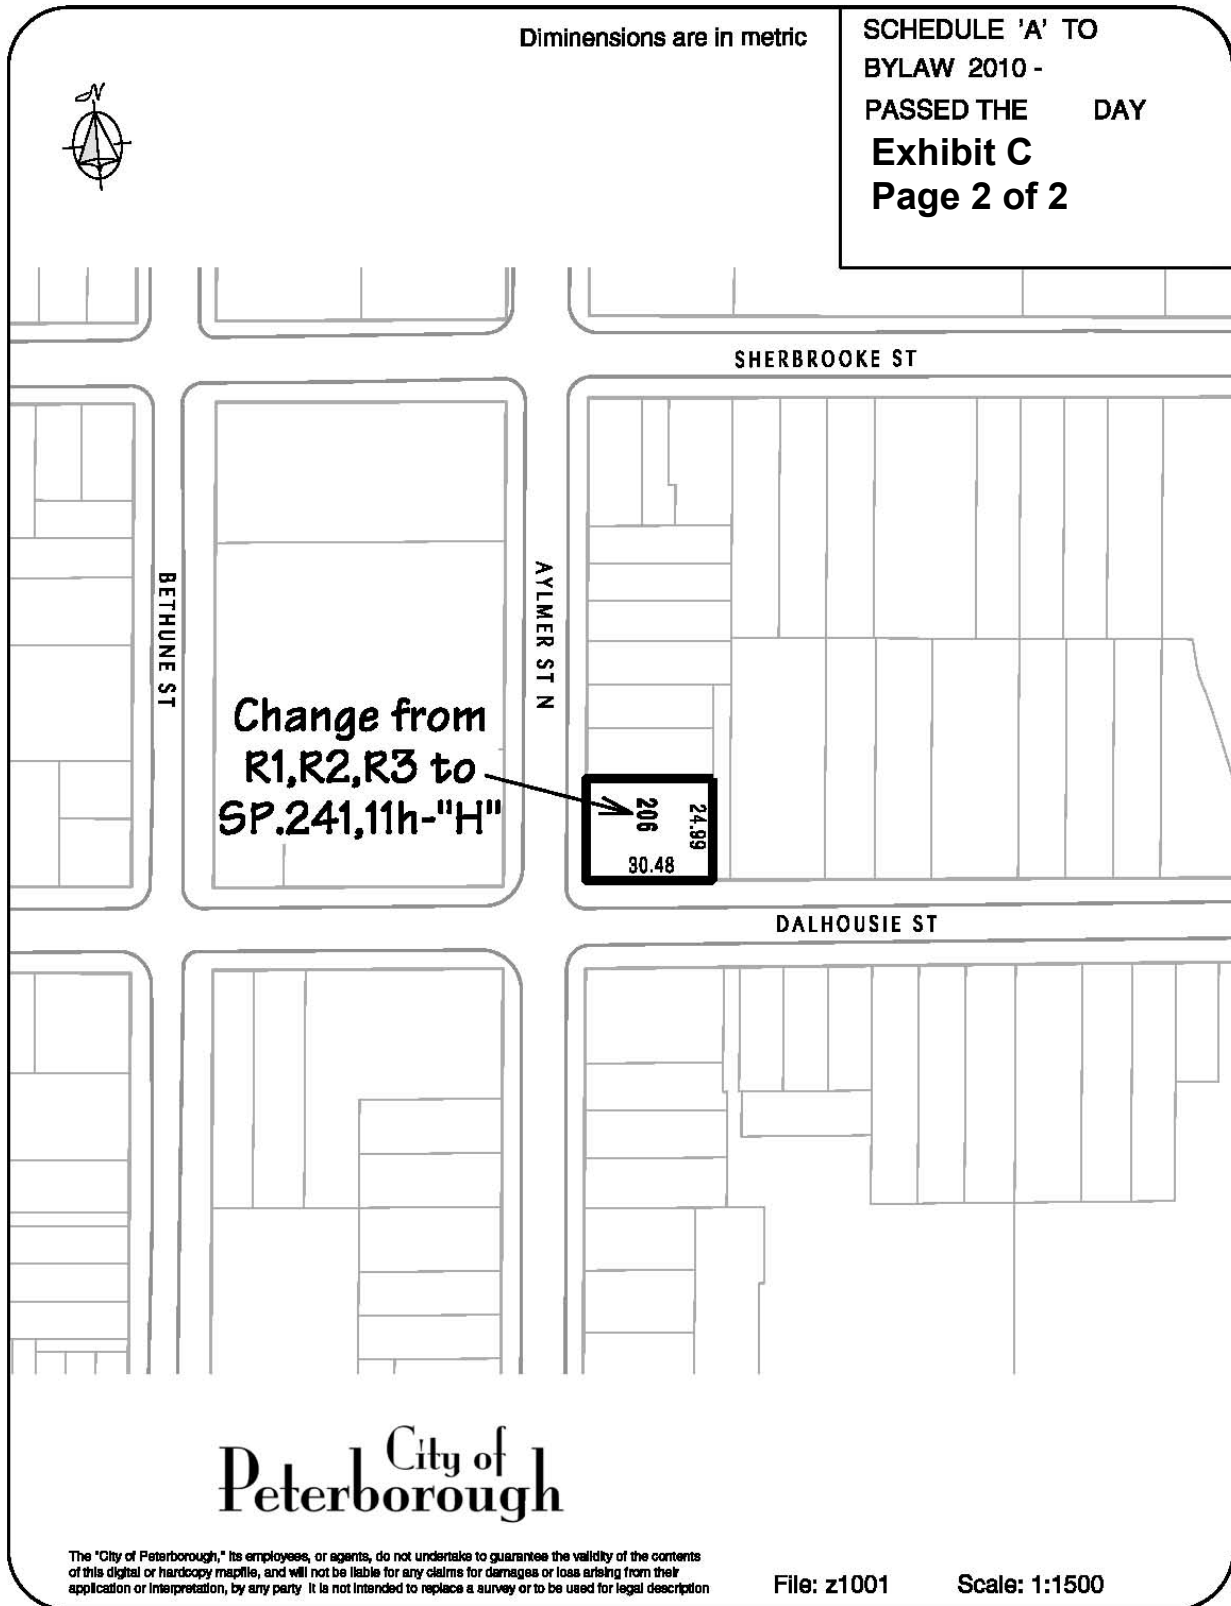 Diminensions are in metric
SCHEDULE 'A' TO
BYLAW 2010 -
PASSED THE DAY
Exhibit C
Page 2 of 2
N
SHERBROOKE ST
BETHUNE ST
AYLMER ST N
Change from
R1,R2,R3 to
SP.241,11h-"H"
206
24.99
30.48
DALHOUSIE ST
City of
Peterborough
The "City of Peterborough," its employees, or agents, do not undertake to guarantee the validity of the contents
of this digital or hardcopy mapfile, and will not be liable for any claims for damages or loss arising from their
application or interpretation, by any party It is not intended to replace a survey or to be used for legal description
File: z1001
Scale: 1:1500